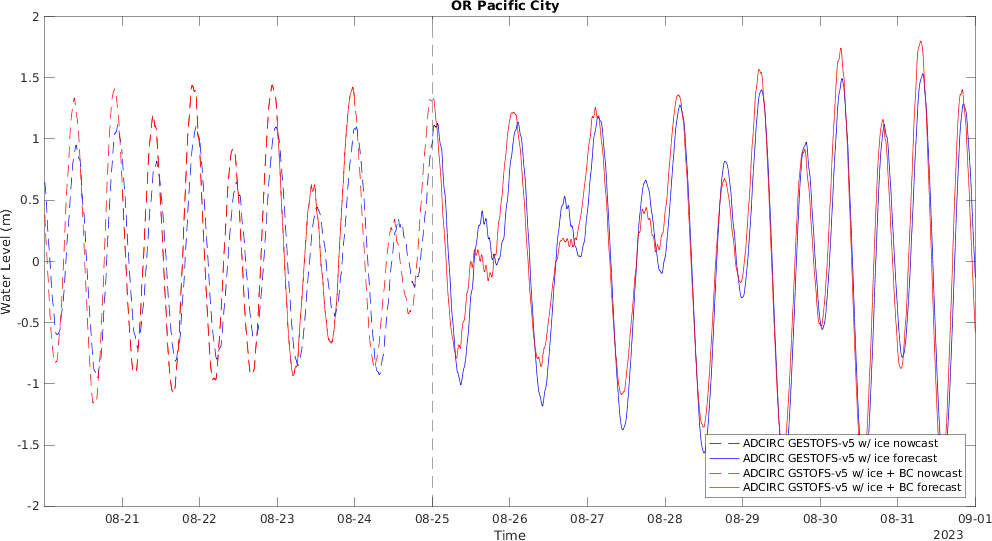 OR Pacific City
2
1.5
1
0.5
0
-0.5
-1
-1.5
-2
Water Level (m)
ADCIRC GESTOFS-v5 w/ ice nowcast
ADCIRC GESTOFS-v5 w/ ice forecast
ADCIRC GSTOFS-v5 w/ ice + BC nowcast
ADCIRC GSTOFS-v5 w/ ice + BC forecast
08-21 08-22 08-23 08-24 08-25 08-26 08-27 08-28 08-29 08-30 08-31 09-01
Time
2023